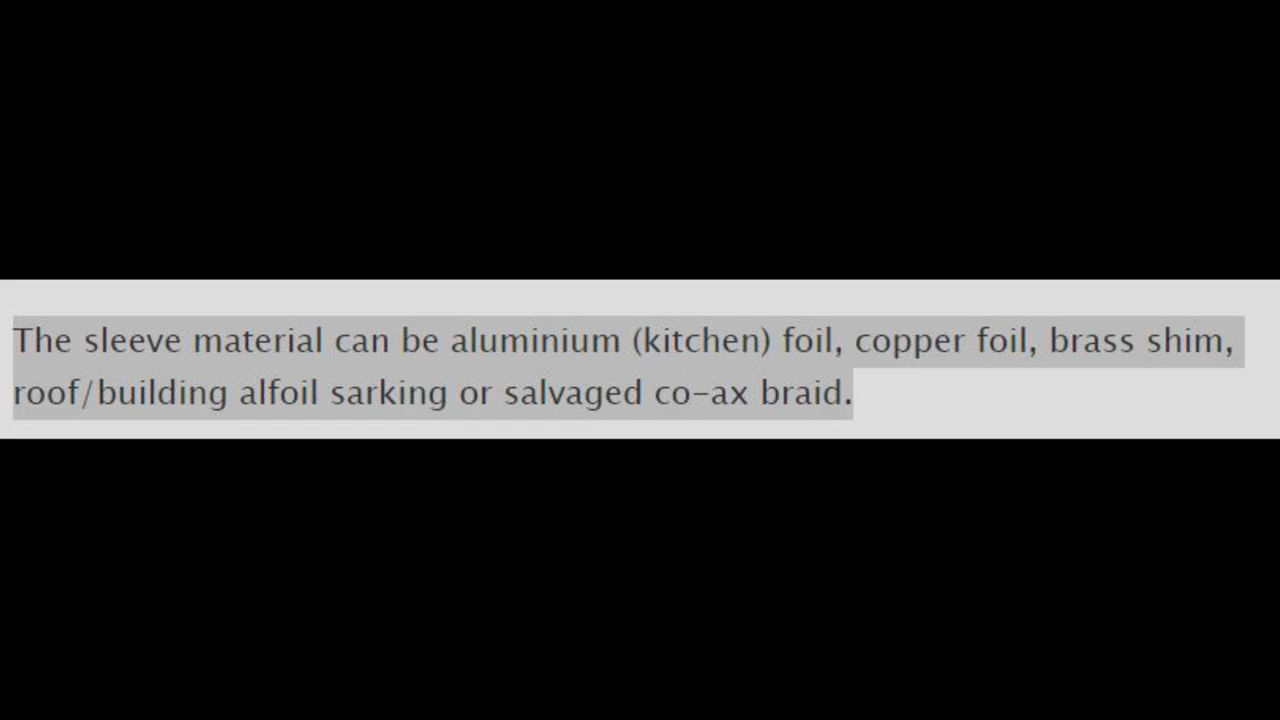 The sleeve material can be aluminium (kitchen) foil, copper foil, brass shim,
roof/building alfoil sarking or salvaged co-ax braid.